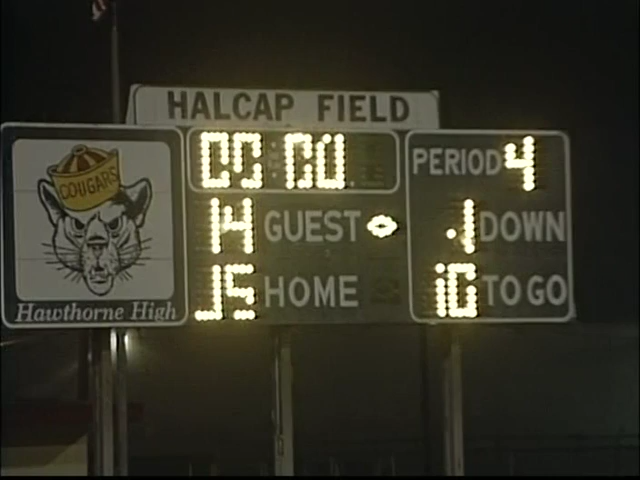 HALCAP FIELD
COUGARS
Hawthorne High
00:00
PERIOD 4
14 GUEST
1 DOWN
15 HOME
10 TO GO